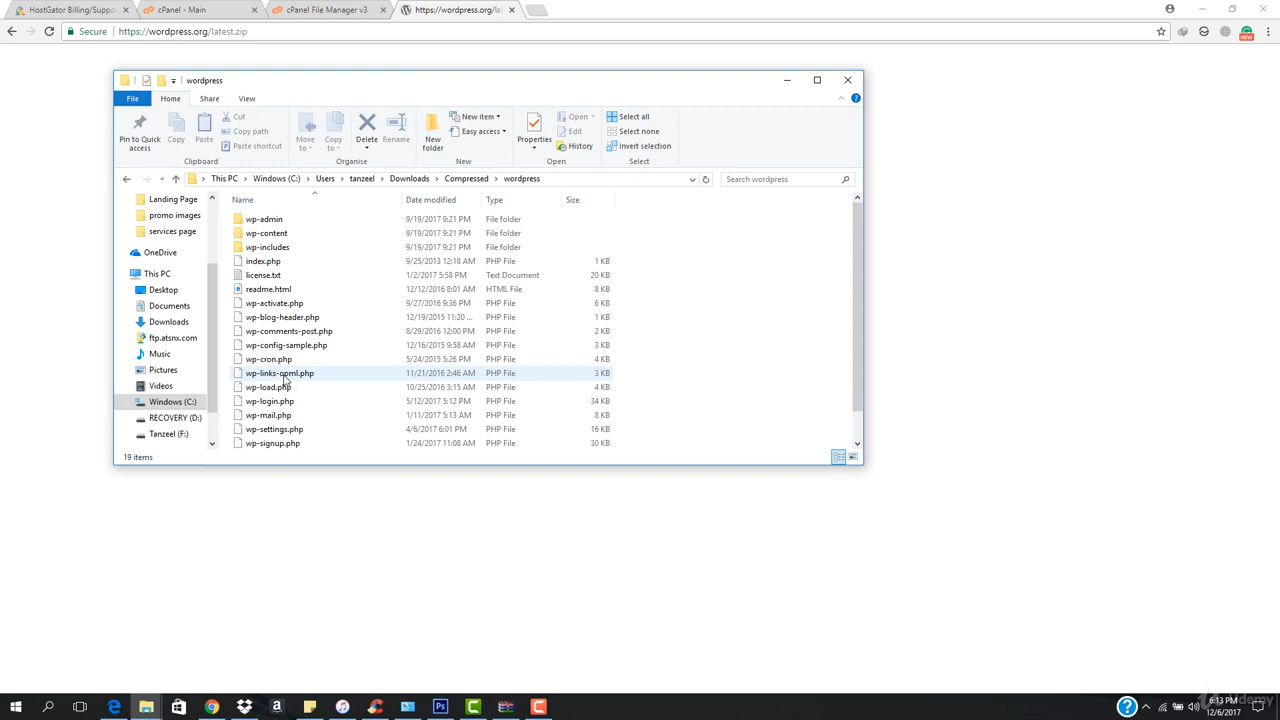 HostGator Billing/Suppo
cPanel - Main
cPanel File Manager v3
https://wordpress.org/lat
Secure
https://wordpress.org/latest.zip
NEW
wordpress
File
Home
Share
View
Pin to Quick access
Copy
Paste
Cut
Copy path
Paste shortcut
Move to
Copy to
Delete
Rename
New folder
New item
Easy access
Properties
Open
Edit
History
Select all
Select none
Invert selection
Clipboard
Organise
New
Open
Select
This PC
Windows (C:)
Users
tanzeel
Downloads
Compressed
wordpress
Search wordpress
Landing Page
promo images
services page
OneDrive
This PC
Desktop
Documents
Downloads
ftp.atsnx.com
Music
Pictures
Videos
Windows (C:)
RECOVERY (D:)
Tanzeel (F:)
Name Date modified Type Size
wp-admin 9/19/2017 9:21 PM File folder
wp-content 9/19/2017 9:21 PM File folder
wp-includes 9/19/2017 9:21 PM File folder
index.php 9/25/2013 12:18 AM PHP File 1 KB
license.txt 1/2/2017 5:58 PM Text Document 20 KB
readme.html 12/12/2016 8:01 AM HTML File 8 KB
wp-activate.php 9/27/2016 9:36 PM PHP File 6 KB
wp-blog-header.php 12/19/2015 11:20 ... PHP File 1 KB
wp-comments-post.php 8/29/2016 12:00 PM PHP File 2 KB
wp-config-sample.php 12/16/2015 9:58 AM PHP File 3 KB
wp-cron.php 5/24/2015 5:26 PM PHP File 4 KB
wp-links-opml.php 11/21/2016 2:46 AM PHP File 3 KB
wp-load.php 10/25/2016 3:15 AM PHP File 4 KB
wp-login.php 5/12/2017 5:12 PM PHP File 34 KB
wp-mail.php 1/11/2017 5:13 AM PHP File 8 KB
wp-settings.php 4/6/2017 6:01 PM PHP File 16 KB
wp-signup.php 1/24/2017 11:08 AM PHP File 30 KB
19 items
6:13 PM
12/6/2017
Udemy